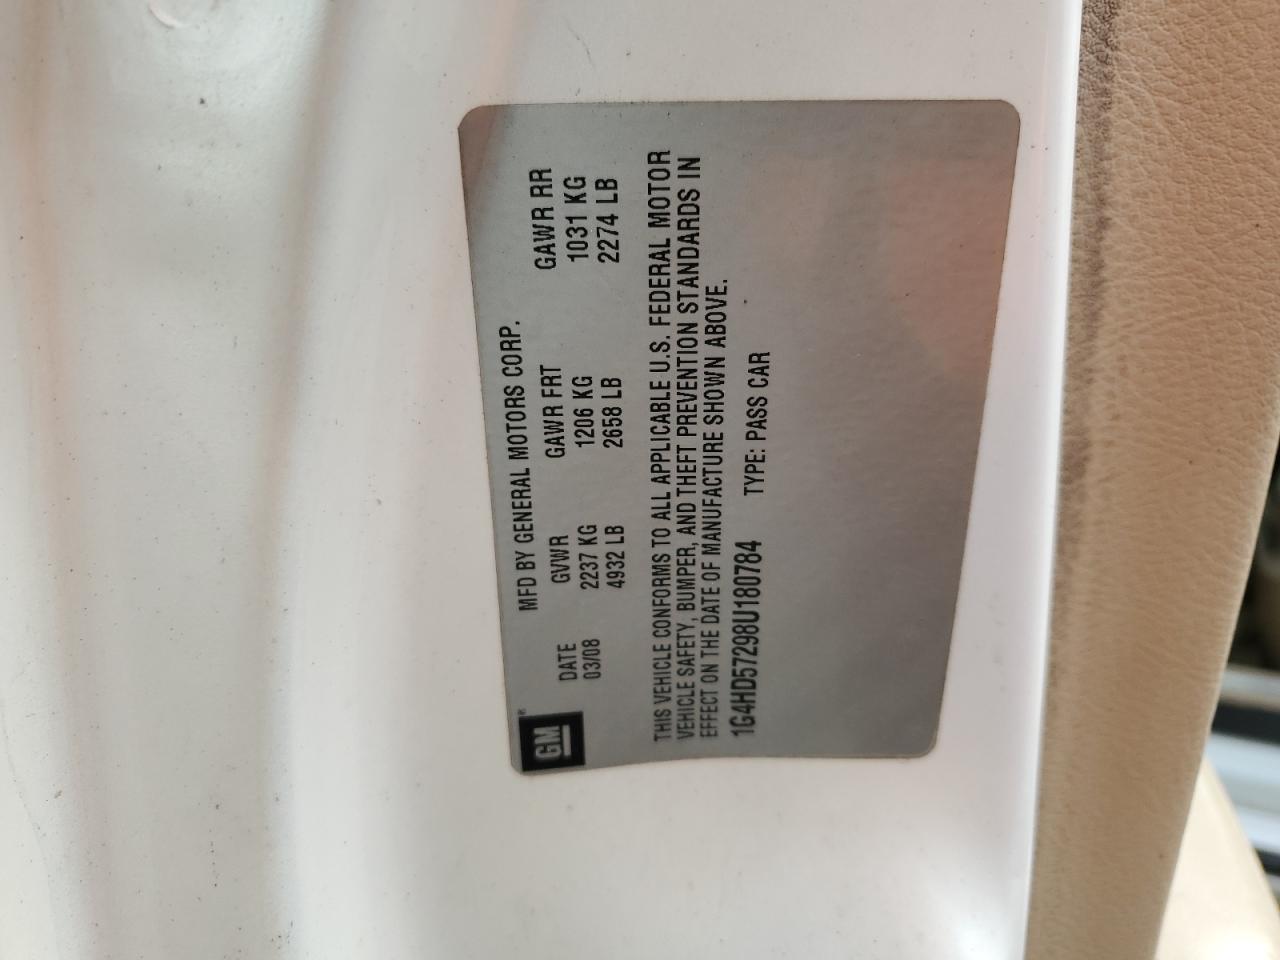 GM®
MFD BY GENERAL MOTORS CORP.
DATE GVWR GAWR FRT GAWR RR
03/08 2237 KG 1206 KG 1031 KG
4932 LB 2658 LB 2274 LB
THIS VEHICLE CONFORMS TO ALL APPLICABLE U.S. FEDERAL MOTOR
VEHICLE SAFETY, BUMPER, AND THEFT PREVENTION STANDARDS IN
EFFECT ON THE DATE OF MANUFACTURE SHOWN ABOVE.
1G4HD57298U180784 TYPE: PASS CAR